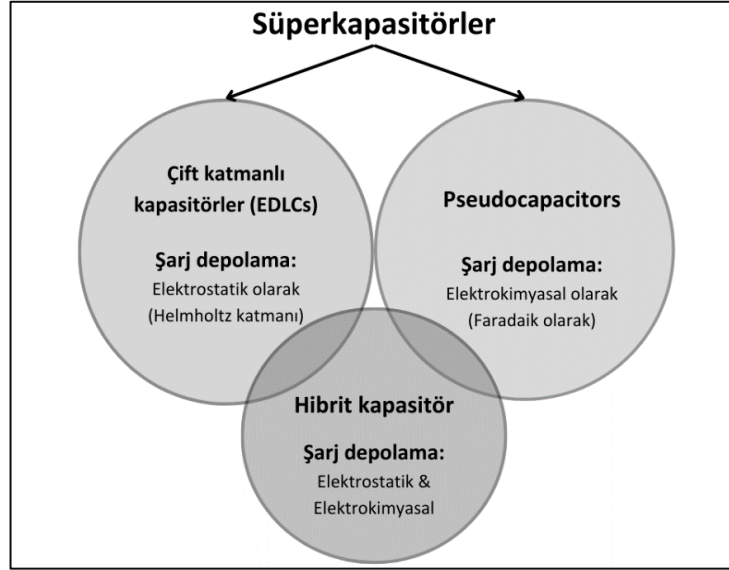 Süperkapasitörler
Çift katmanlı
kapasitörler (EDLCs)
Şarj depolama:
Elektrostatik olarak
(Helmholtz katmanı)
Pseudocapacitors
Şarj depolama:
Elektrokimyasal olarak
(Faradaik olarak)
Hibrit kapasitör
Şarj depolama:
Elektrostatik &
Elektrokimyasal